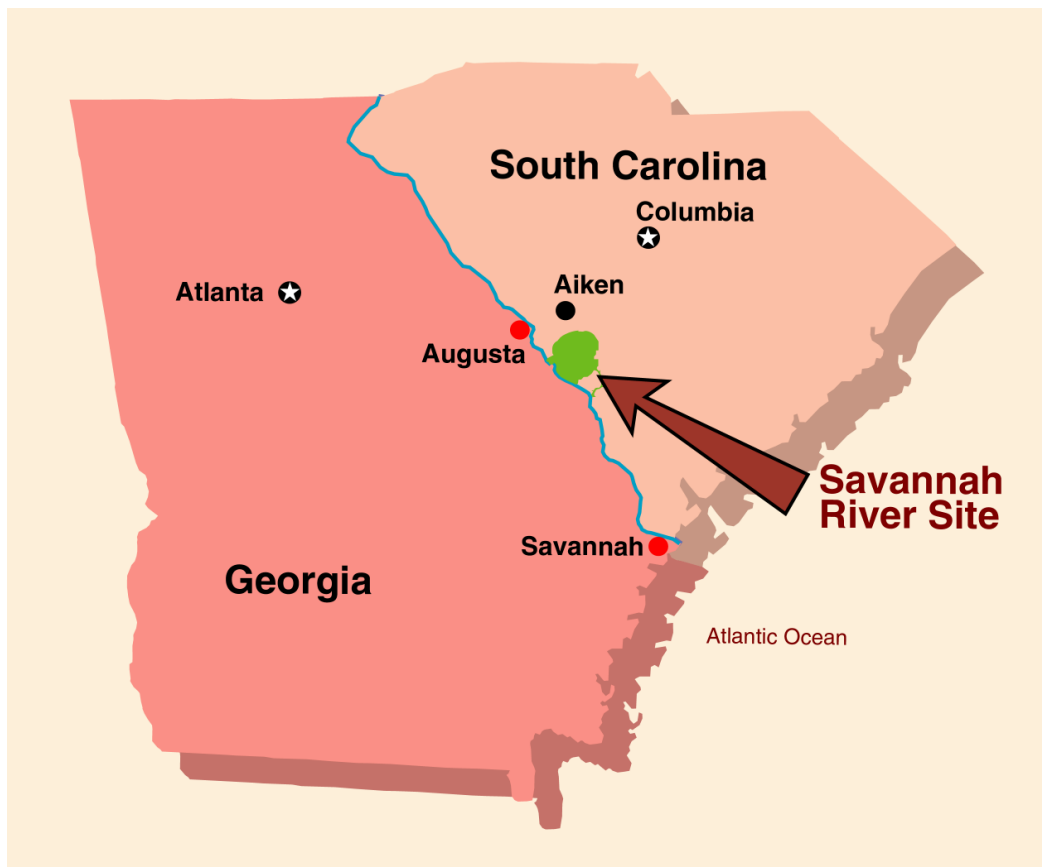 South Carolina
Columbia
Aiken
Atlanta
Augusta
Savannah
River Site
Savannah
Georgia
Atlantic Ocean